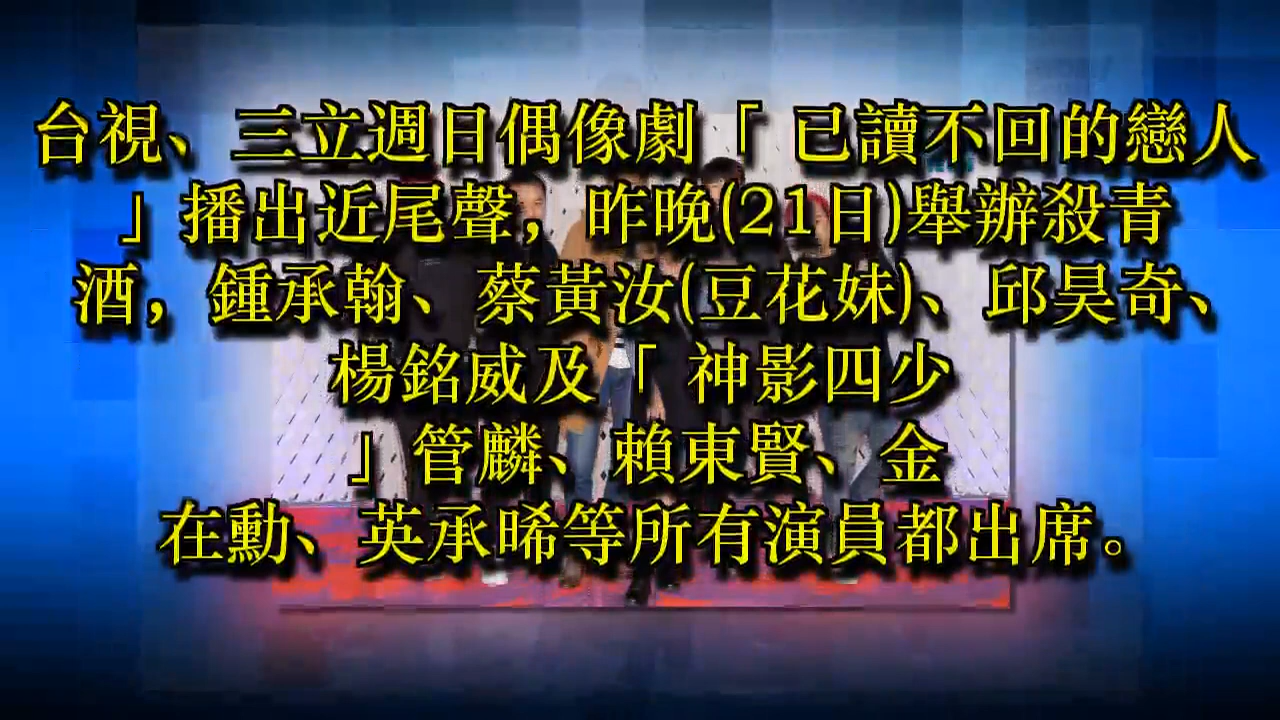 台視、三立週日偶像劇「 已讀不回的戀人
」播出近尾聲，昨晚(21日)舉辦殺青
酒，鍾承翰、蔡黃汝(豆花妹)、邱昊奇、
楊銘威及「 神影四少
」管麟、賴東賢、金
在勳、英承晞等所有演員都出席。